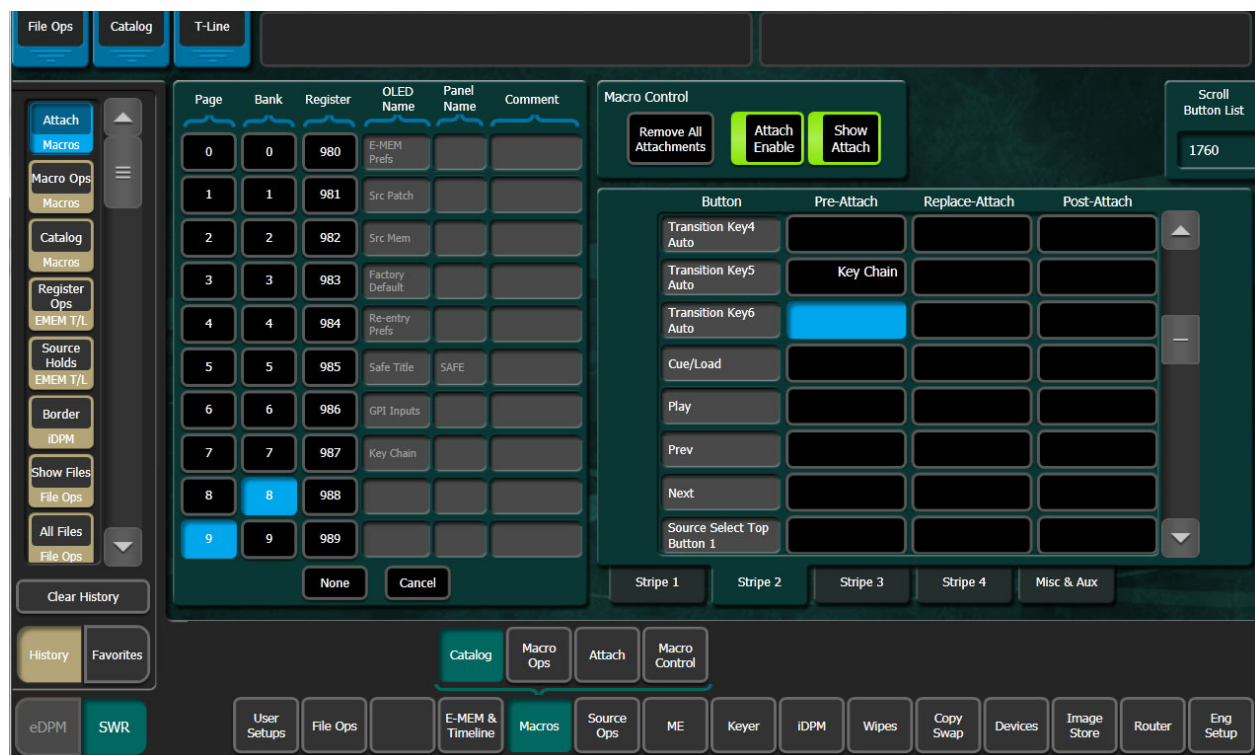 File Ops
Catalog
T-Line
Attach
Macros
Macro Ops
Macros
Catalog
Macros
Register
Ops
EMEM T/L
Source
Holds
EMEM T/L
Border
iDPM
Show Files
File Ops
All Files
File Ops
Clear History
History
Favorites
eDPM
SWR
Page Bank Register OLED Name Panel Name Comment
0 0 980 E-MEM Prefs
1 1 981 Src Patch
2 2 982 Src Mem
3 3 983 Factory Default
4 4 984 Re-entry Prefs
5 5 985 Safe Title SAFE
6 6 986 GPI Inputs
7 7 987 Key Chain
8 8 988
9 9 989
None Cancel
Macro Control
Remove All Attachments
Attach Enable
Show Attach
Scroll
Button List
1760
Button Pre-Attach Replace-Attach Post-Attach
Transition Key4 Auto
Transition Key5 Auto Key Chain
Transition Key6 Auto
Cue/Load
Play
Prev
Next
Source Select Top Button 1
Stripe 1 Stripe 2 Stripe 3 Stripe 4 Misc & Aux
Catalog Macro Ops Attach Macro Control
User Setups File Ops E-MEM & Timeline Macros Source Ops ME Keyer iDPM Wipes Copy Swap Devices Image Store Router Eng Setup